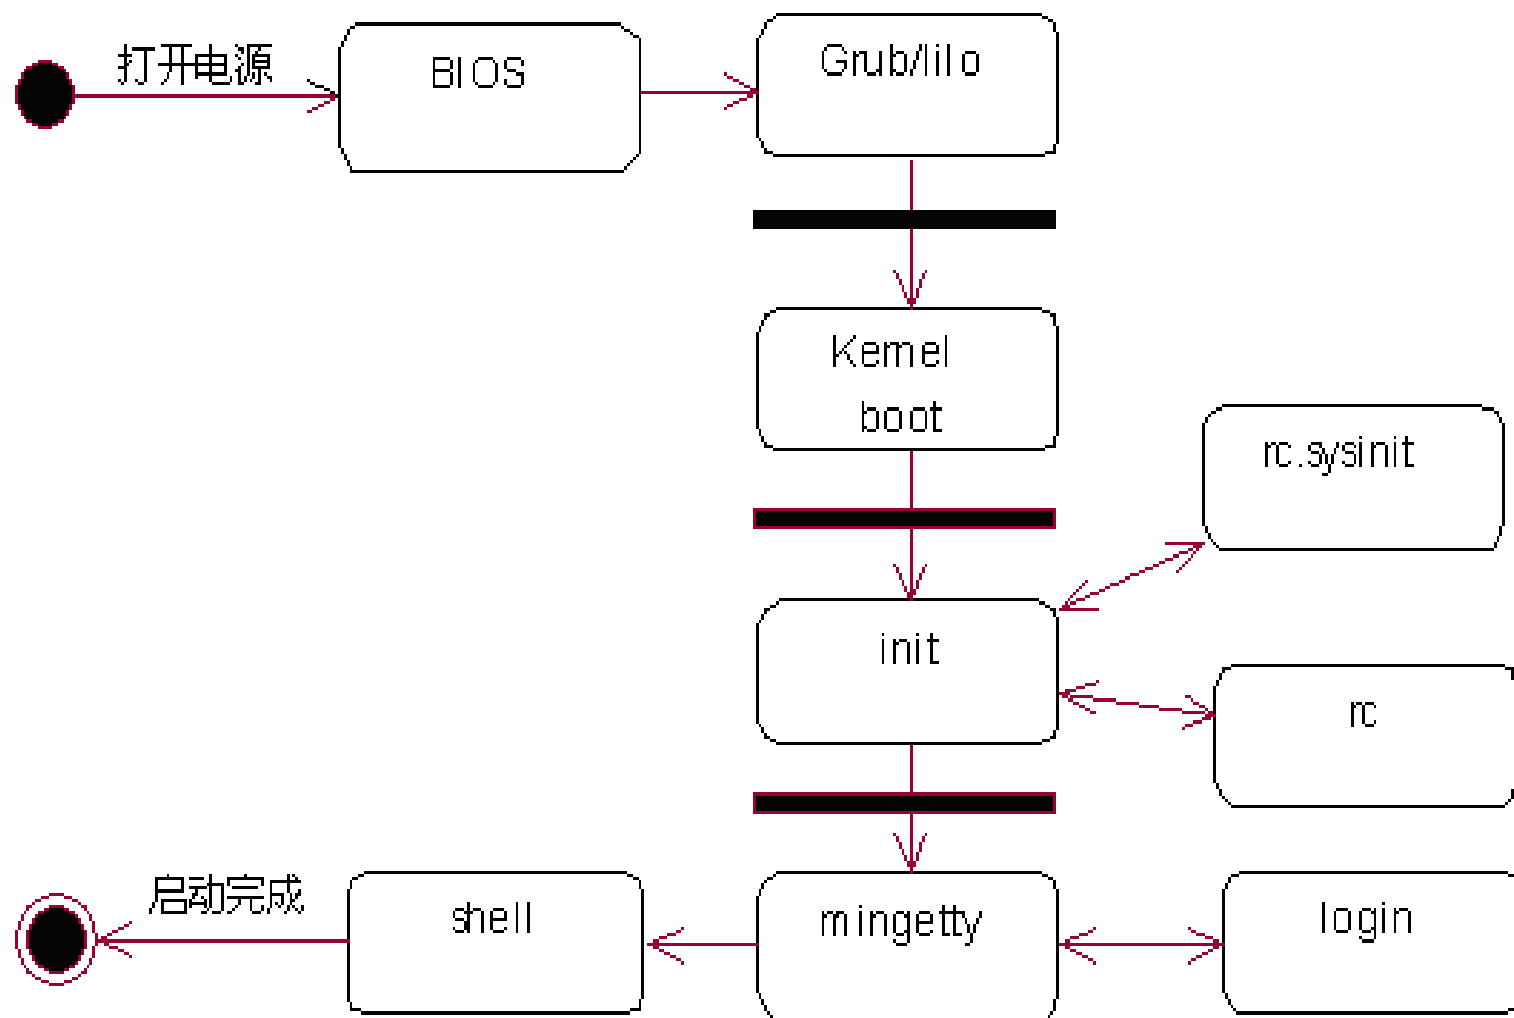 打开电源
BIOS
Grub/lilo
Kernel
boot
rc.sysinit
init
rc
启动完成
shell
mingetty
login